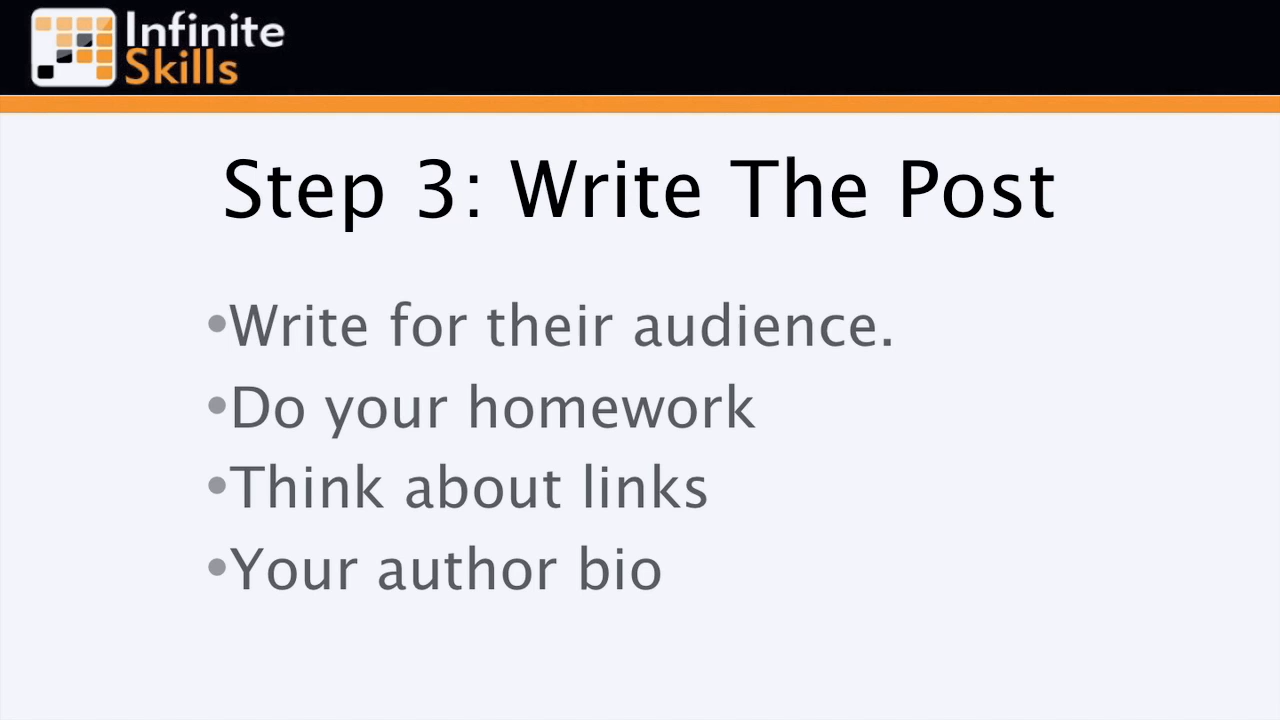 Infinite
Skills
Step 3: Write The Post
•Write for their audience.
•Do your homework
•Think about links
•Your author bio